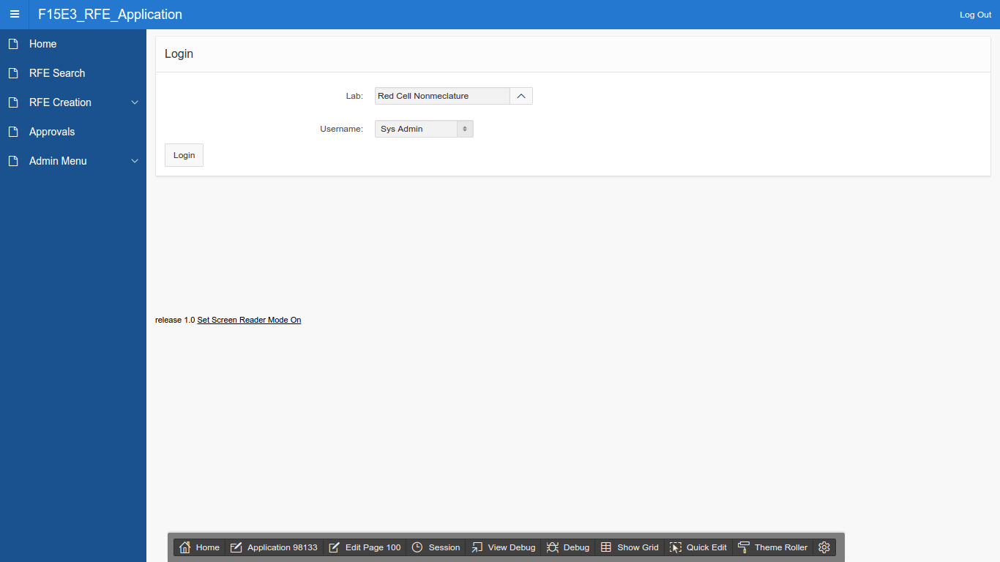 F15E3_RFE_Application
Log Out
Home
RFE Search
RFE Creation
Approvals
Admin Menu
Login
Lab: Red Cell Nonmeclature
Username: Sys Admin
Login
release 1.0 Set Screen Reader Mode On
Home Application 98133 Edit Page 100 Session View Debug Debug Show Grid Quick Edit Theme Roller